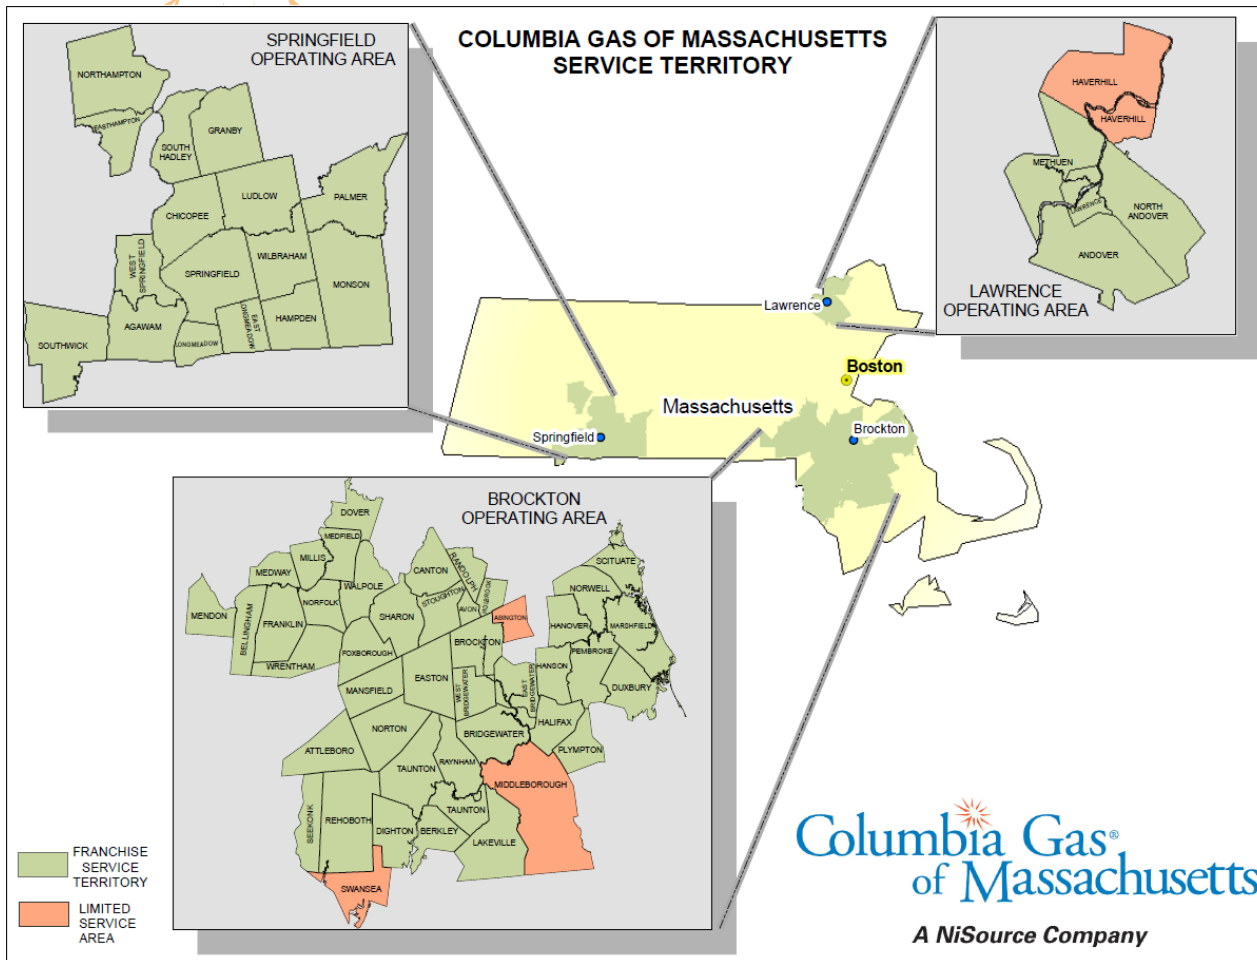 COLUMBIA GAS OF MASSACHUSETTS
SERVICE TERRITORY
SPRINGFIELD
OPERATING AREA
NORTHAMPTON
EASTHAMPTON
SOUTH
HADLEY
GRANBY
CHICOPEE
LUDLOW
PALMER
WEST
SPRINGFIELD
SPRINGFIELD
WILBRAHAM
MONSON
SOUTHWICK
AGAWAM
LONGMEADOW
EAST
LONGMEADOW
HAMPDEN
HAVERHILL
HAVERHILL
METHUEN
LAWRENCE
NORTH
ANDOVER
ANDOVER
LAWRENCE
OPERATING AREA
Lawrence
Boston
Massachusetts
Springfield
Brockton
BROCKTON
OPERATING AREA
DOVER
MEDFIELD
MILLIS
MEDWAY
WALPOLE
NORFOLK
MENDON
BELLINGHAM
FRANKLIN
WRENTHAM
CANTON
RANDOLPH
STOUGHTON
SHARON
AVON
HOLBROOK
ABINGTON
FOXBOROUGH
BROCKTON
MANSFIELD
EASTON
WEST
BRIDGEWATER
EAST
BRIDGEWATER
SCITUATE
NORWELL
HANOVER
MARSHFIELD
PEMBROKE
HANSON
DUXBURY
HALIFAX
PLYMPTON
NORTON
BRIDGEWATER
ATTLEBORO
TAUNTON
RAYNHAM
MIDDLEBOROUGH
SEEKONK
REHOBOTH
DIGHTON
TAUNTON
BERKLEY
LAKEVILLE
SWANSEA
FRANCHISE
SERVICE
TERRITORY
LIMITED
SERVICE
AREA
Columbia Gas®
of Massachusetts
A NiSource Company